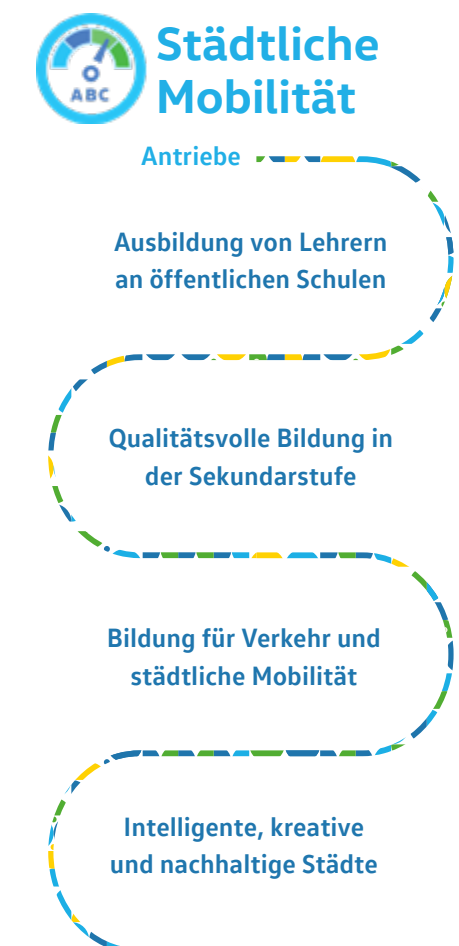 ABC
Städtliche
Mobilität
Antriebe
Ausbildung von Lehrern
an öffentlichen Schulen
Qualitätsvolle Bildung in
der Sekundarstufe
Bildung für Verkehr und
städtliche Mobilität
Intelligente, kreative
und nachhaltige Städte